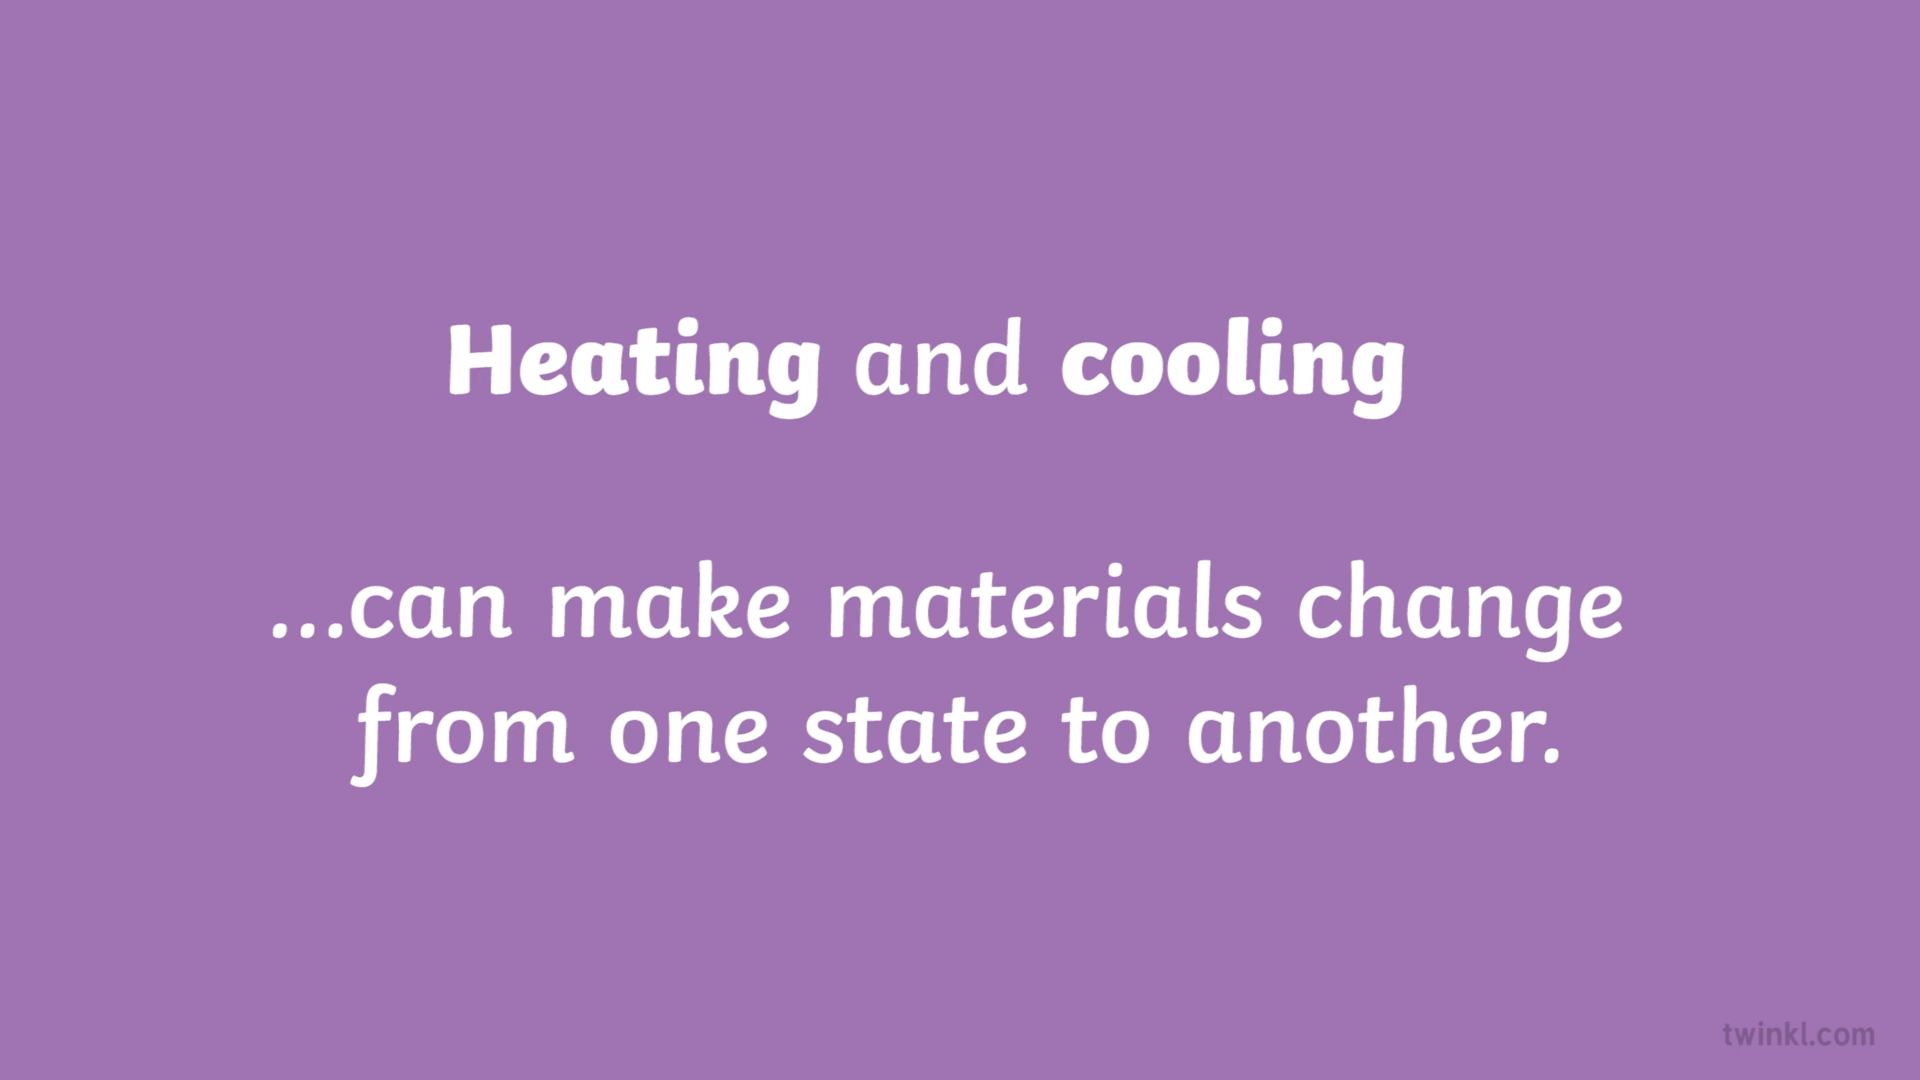 Heating and cooling
...can make materials change
from one state to another.
twinkl.com